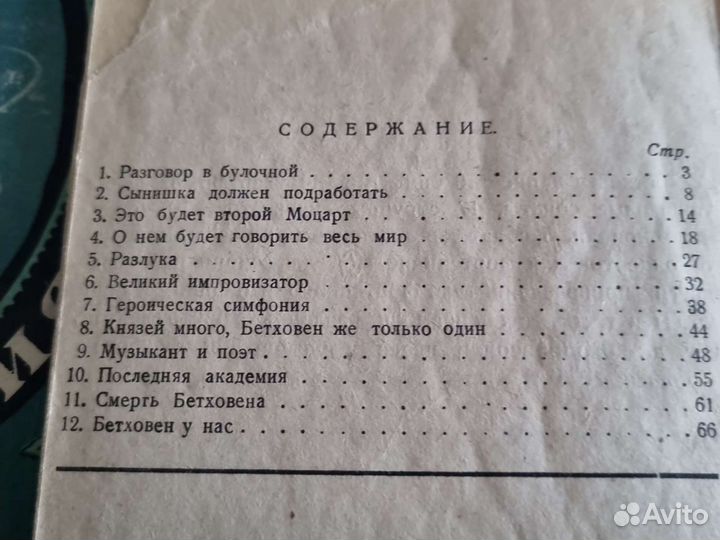 СОДЕРЖАНИЕ.
Стр.
1. Разговор в булочной . . . . . . . . . . . . . . . 3
2. Сынишка должен подработать . . . . . . . . . . . 8
3. Это будет второй Моцарт . . . . . . . . . . . . . 14
4. О нем будет говорить весь мир . . . . . . . . . . 18
5. Разлука . . . . . . . . . . . . . . . . . . . . 27
6. Великий импровизатор . . . . . . . . . . . . . . 32
7. Героическая симфония . . . . . . . . . . . . . . 38
8. Князей много, Бетховен же только один . . . . . . . 44
9. Музыкант и поэт . . . . . . . . . . . . . . . . . 48
10. Последняя академия . . . . . . . . . . . . . . . 55
11. Смерть Бетховена . . . . . . . . . . . . . . . . 61
12. Бетховен у нас . . . . . . . . . . . . . . . . . 66
Avito